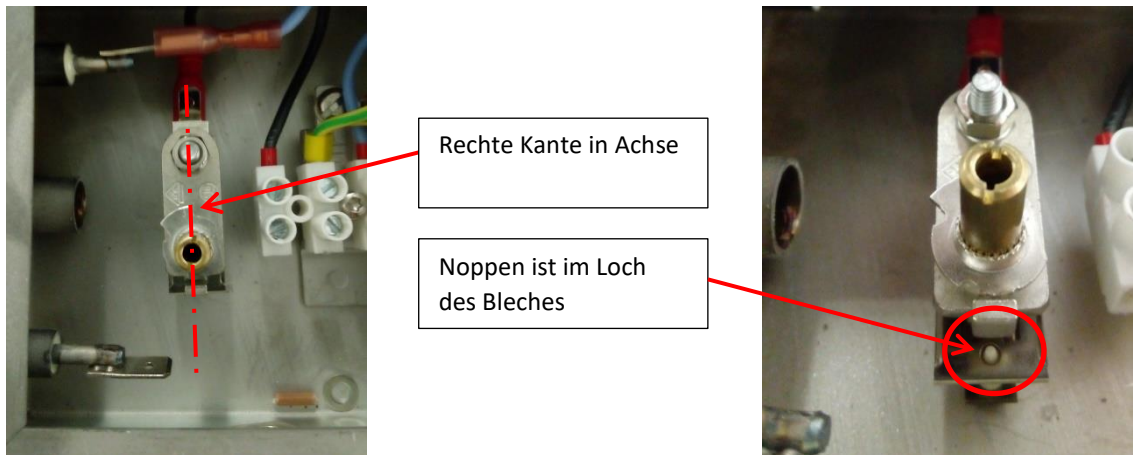 Rechte Kante in Achse
Noppen ist im Loch
des Bleches